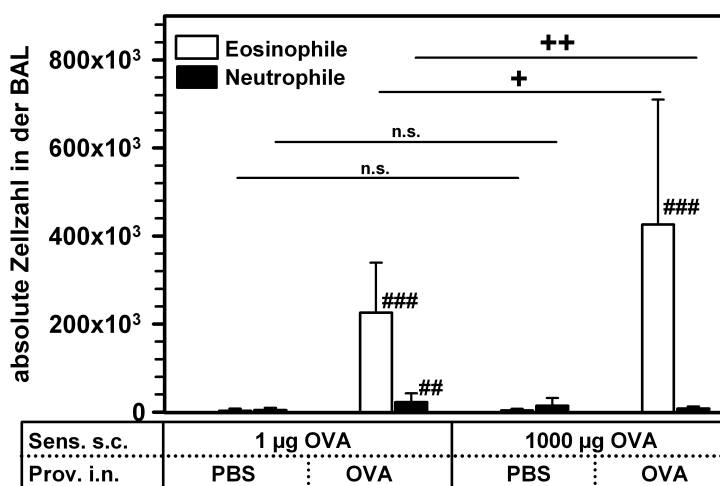 absolute Zellzahl in der BAL
800x10³
600x10³
400x10³
200x10³
0
Eosinophile
Neutrophile
++
+
n.s.
n.s.
###
###
##
Sens. s.c. 1 µg OVA 1000 µg OVA
Prov. i.n. PBS OVA PBS OVA